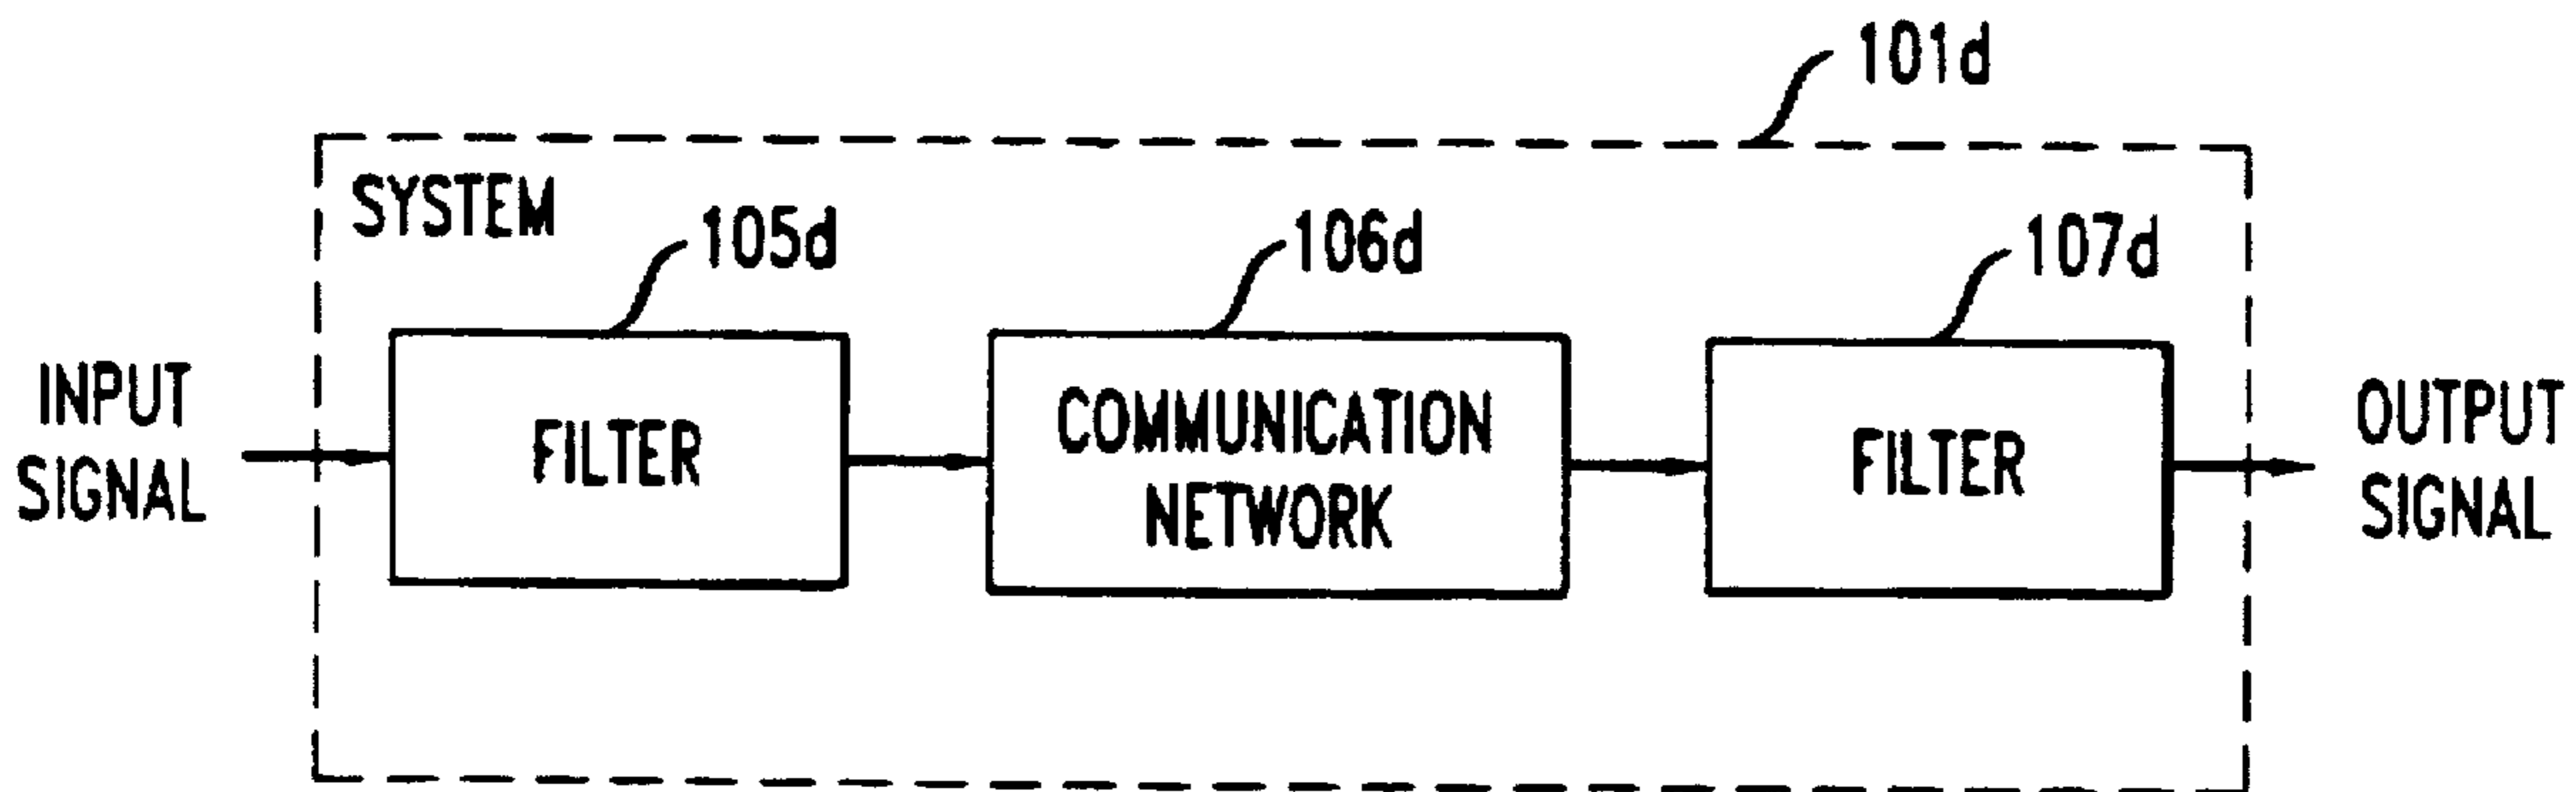 101d
SYSTEM
105d
106d
107d
INPUT
SIGNAL
FILTER
COMMUNICATION
NETWORK
FILTER
OUTPUT
SIGNAL